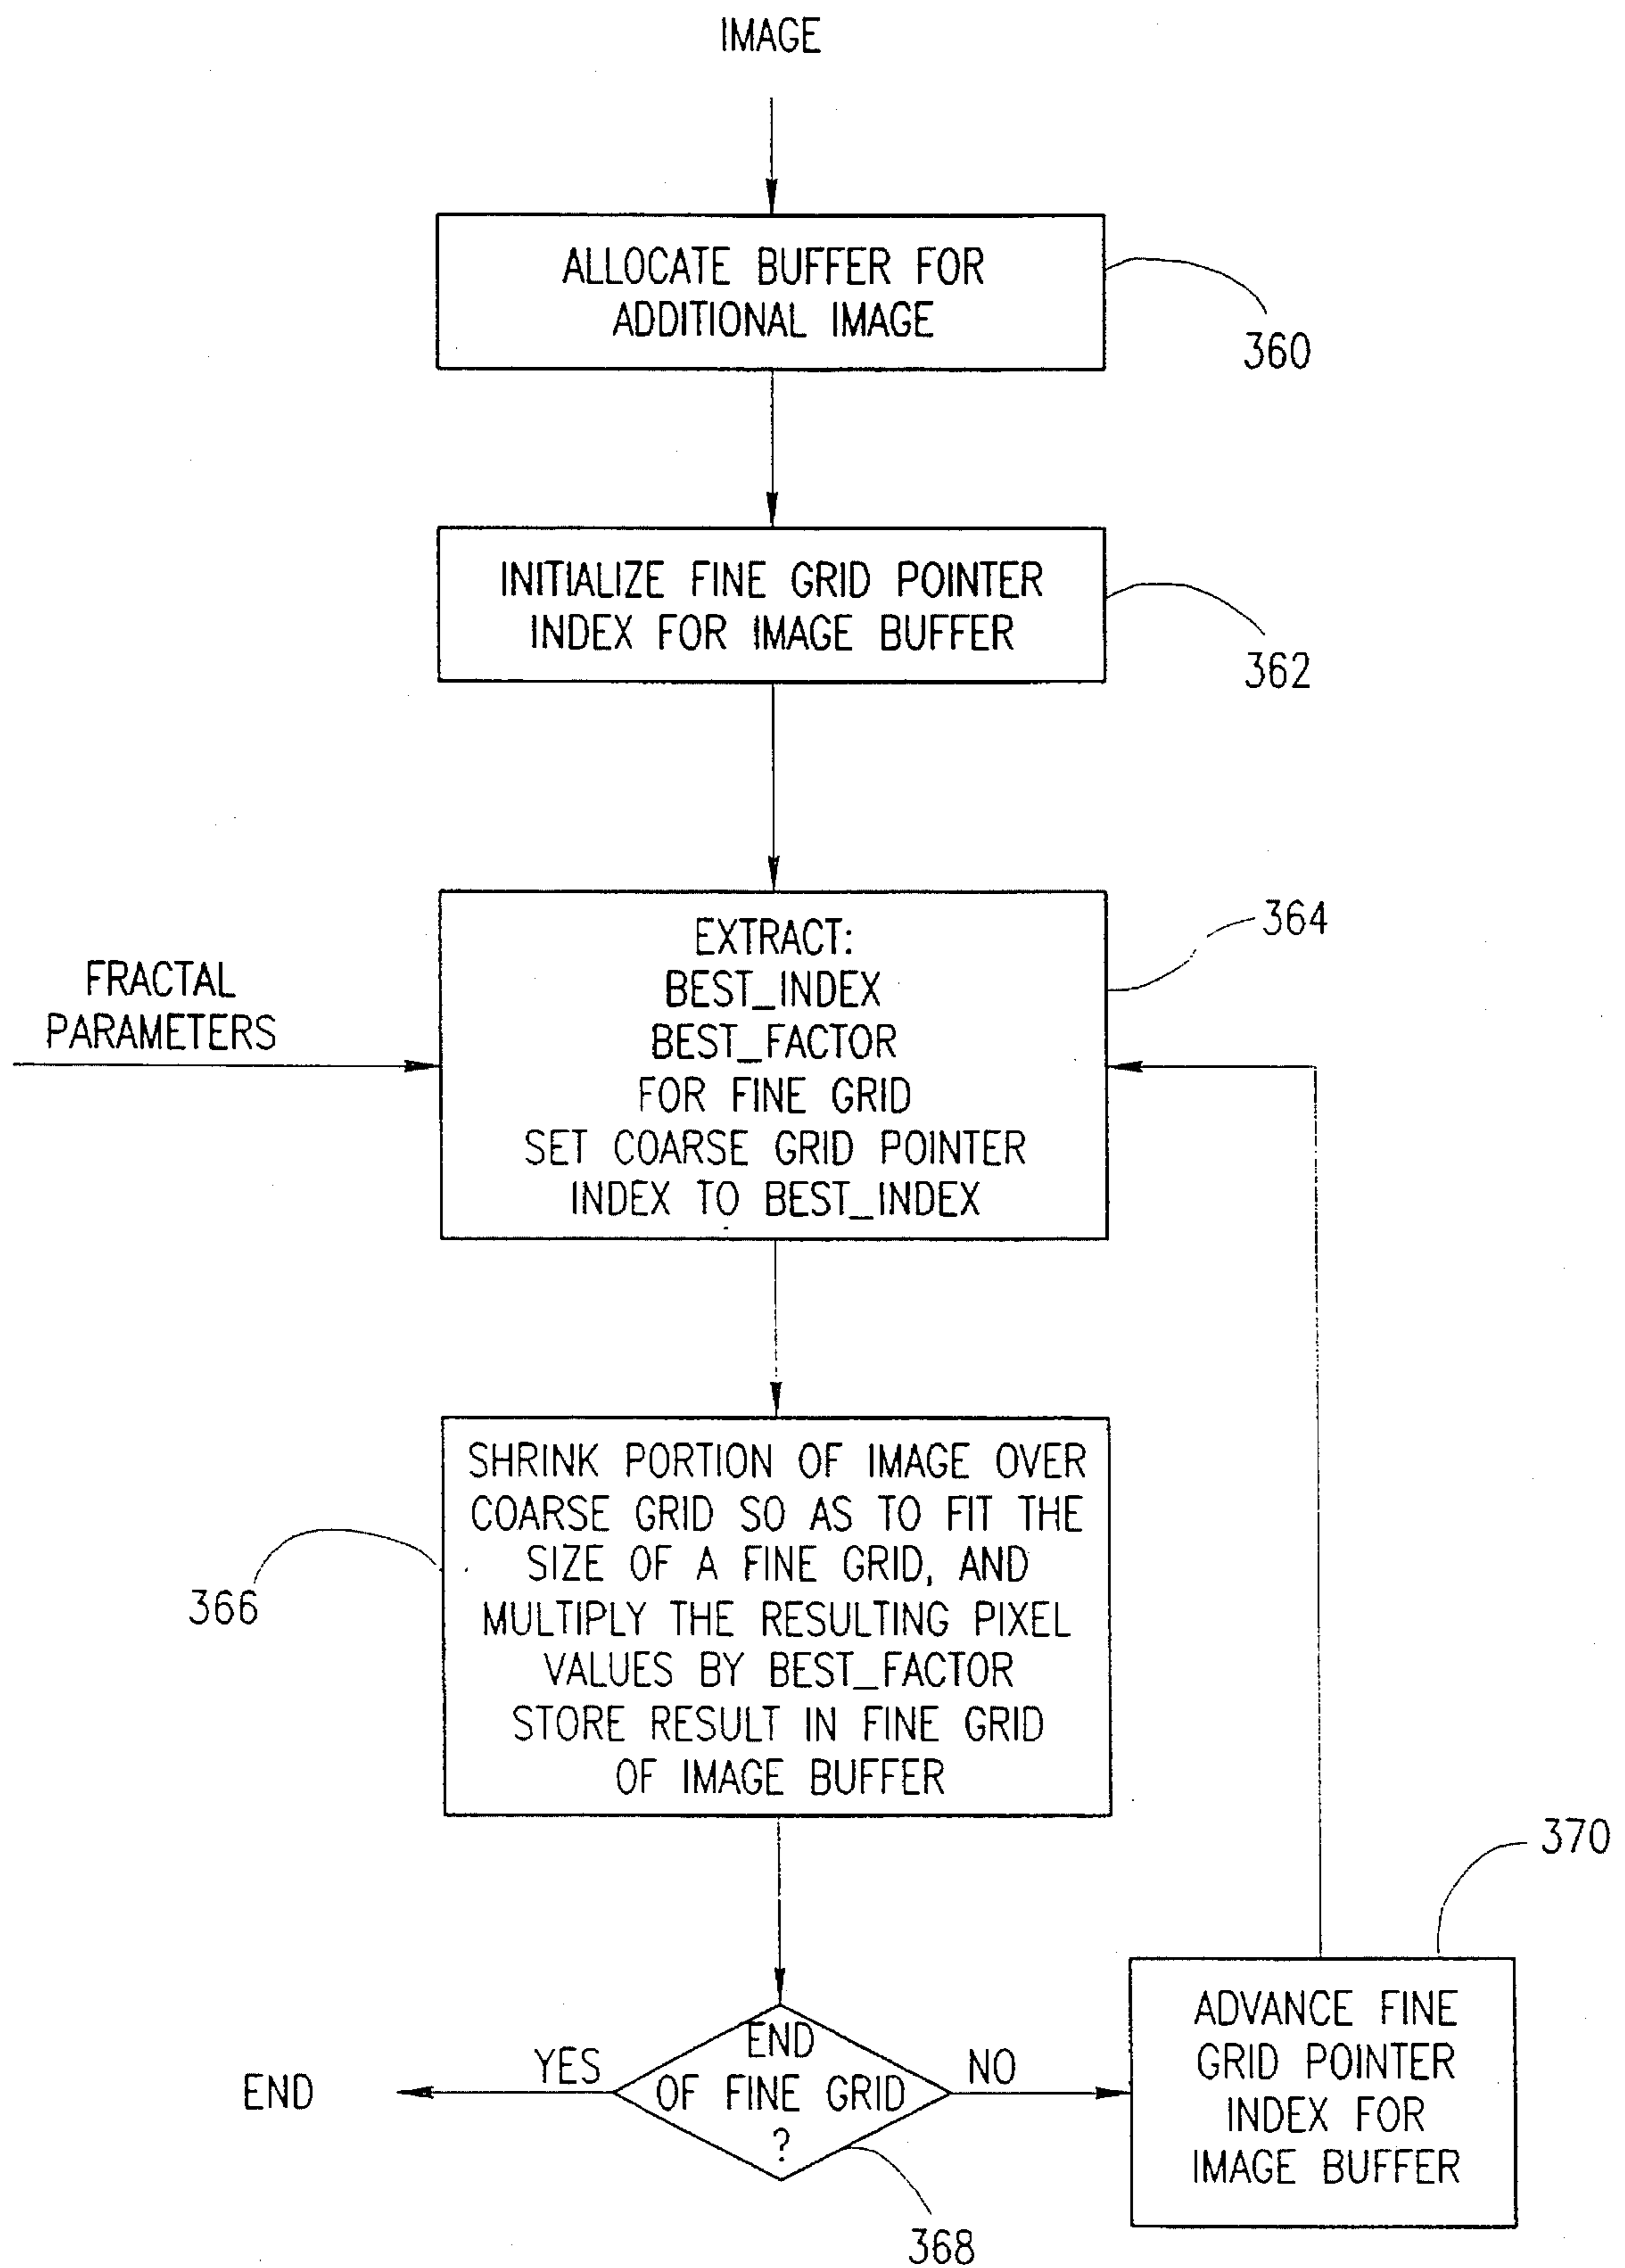 IMAGE
ALLOCATE BUFFER FOR
ADDITIONAL IMAGE
360
INITIALIZE FINE GRID POINTER
INDEX FOR IMAGE BUFFER
362
FRACTAL
PARAMETERS
EXTRACT:
BEST_INDEX
BEST_FACTOR
FOR FINE GRID
SET COARSE GRID POINTER
INDEX TO BEST_INDEX
364
SHRINK PORTION OF IMAGE OVER
COARSE GRID SO AS TO FIT THE
SIZE OF A FINE GRID, AND
MULTIPLY THE RESULTING PIXEL
VALUES BY BEST_FACTOR
STORE RESULT IN FINE GRID
OF IMAGE BUFFER
366
END
OF FINE GRID
?
368
YES
END
NO
ADVANCE FINE
GRID POINTER
INDEX FOR
IMAGE BUFFER
370